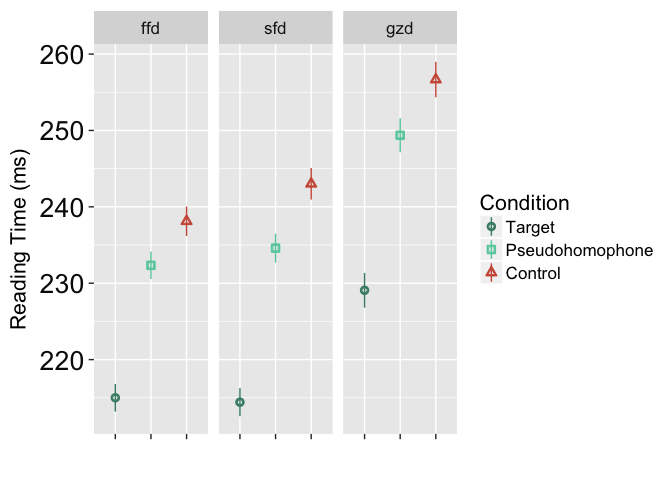 ffd
sfd
gzd
260
250
240
230
220
Reading Time (ms)
Condition
Target
Pseudohomophone
Control